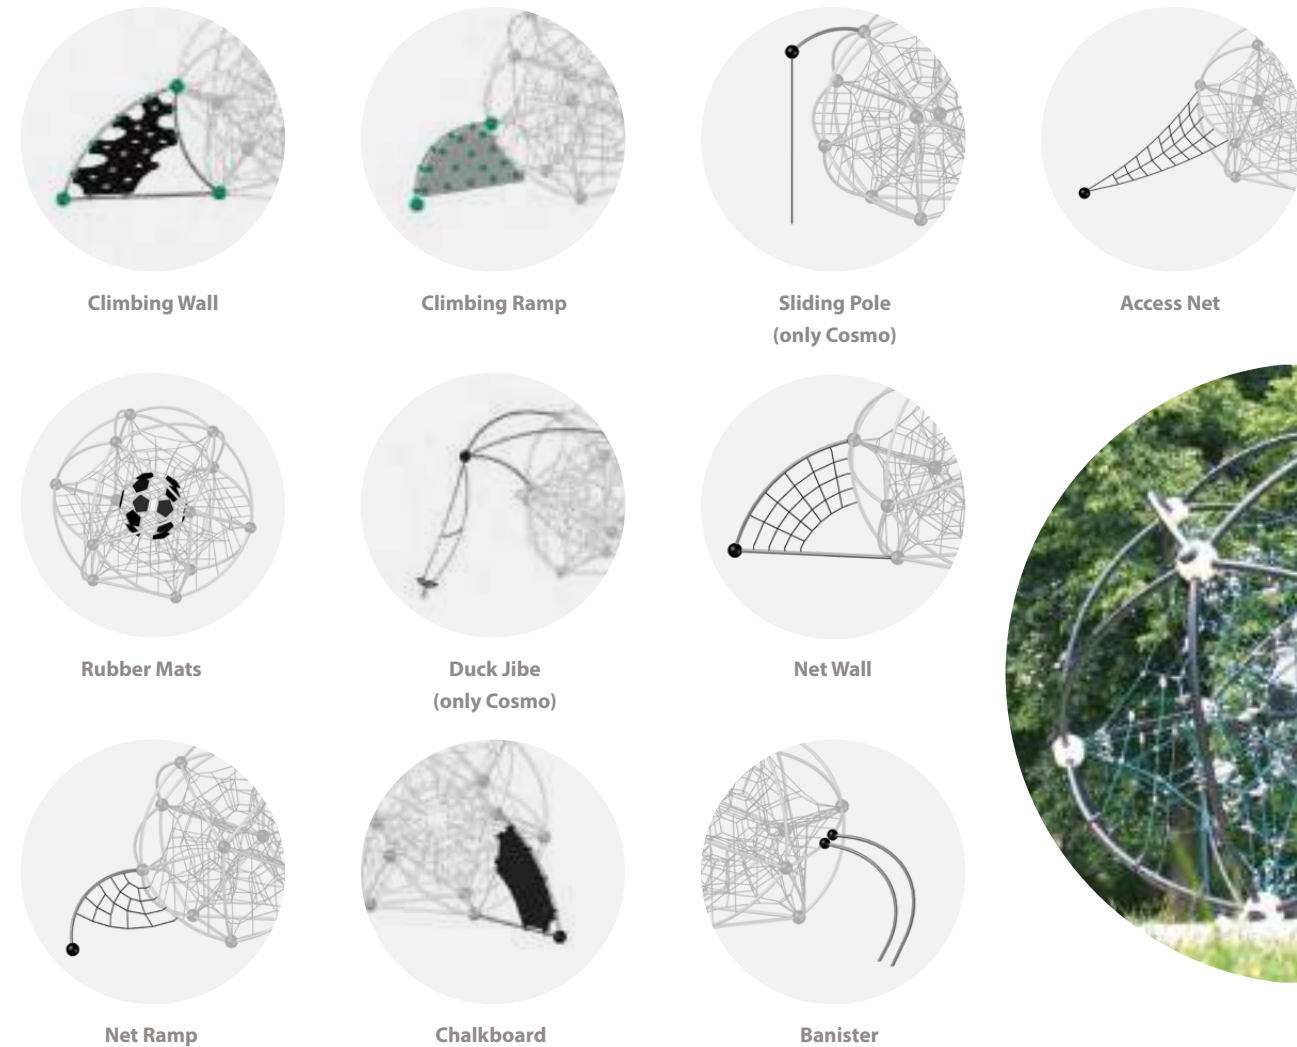 Climbing Wall
Climbing Ramp
Sliding Pole
(only Cosmo)
Access Net
Rubber Mats
Duck Jibe
(only Cosmo)
Net Wall
Net Ramp
Chalkboard
Banister